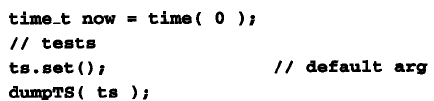 time_t now = time( 0 );
// tests
ts.set();                // default arg
dumpTS( ts );